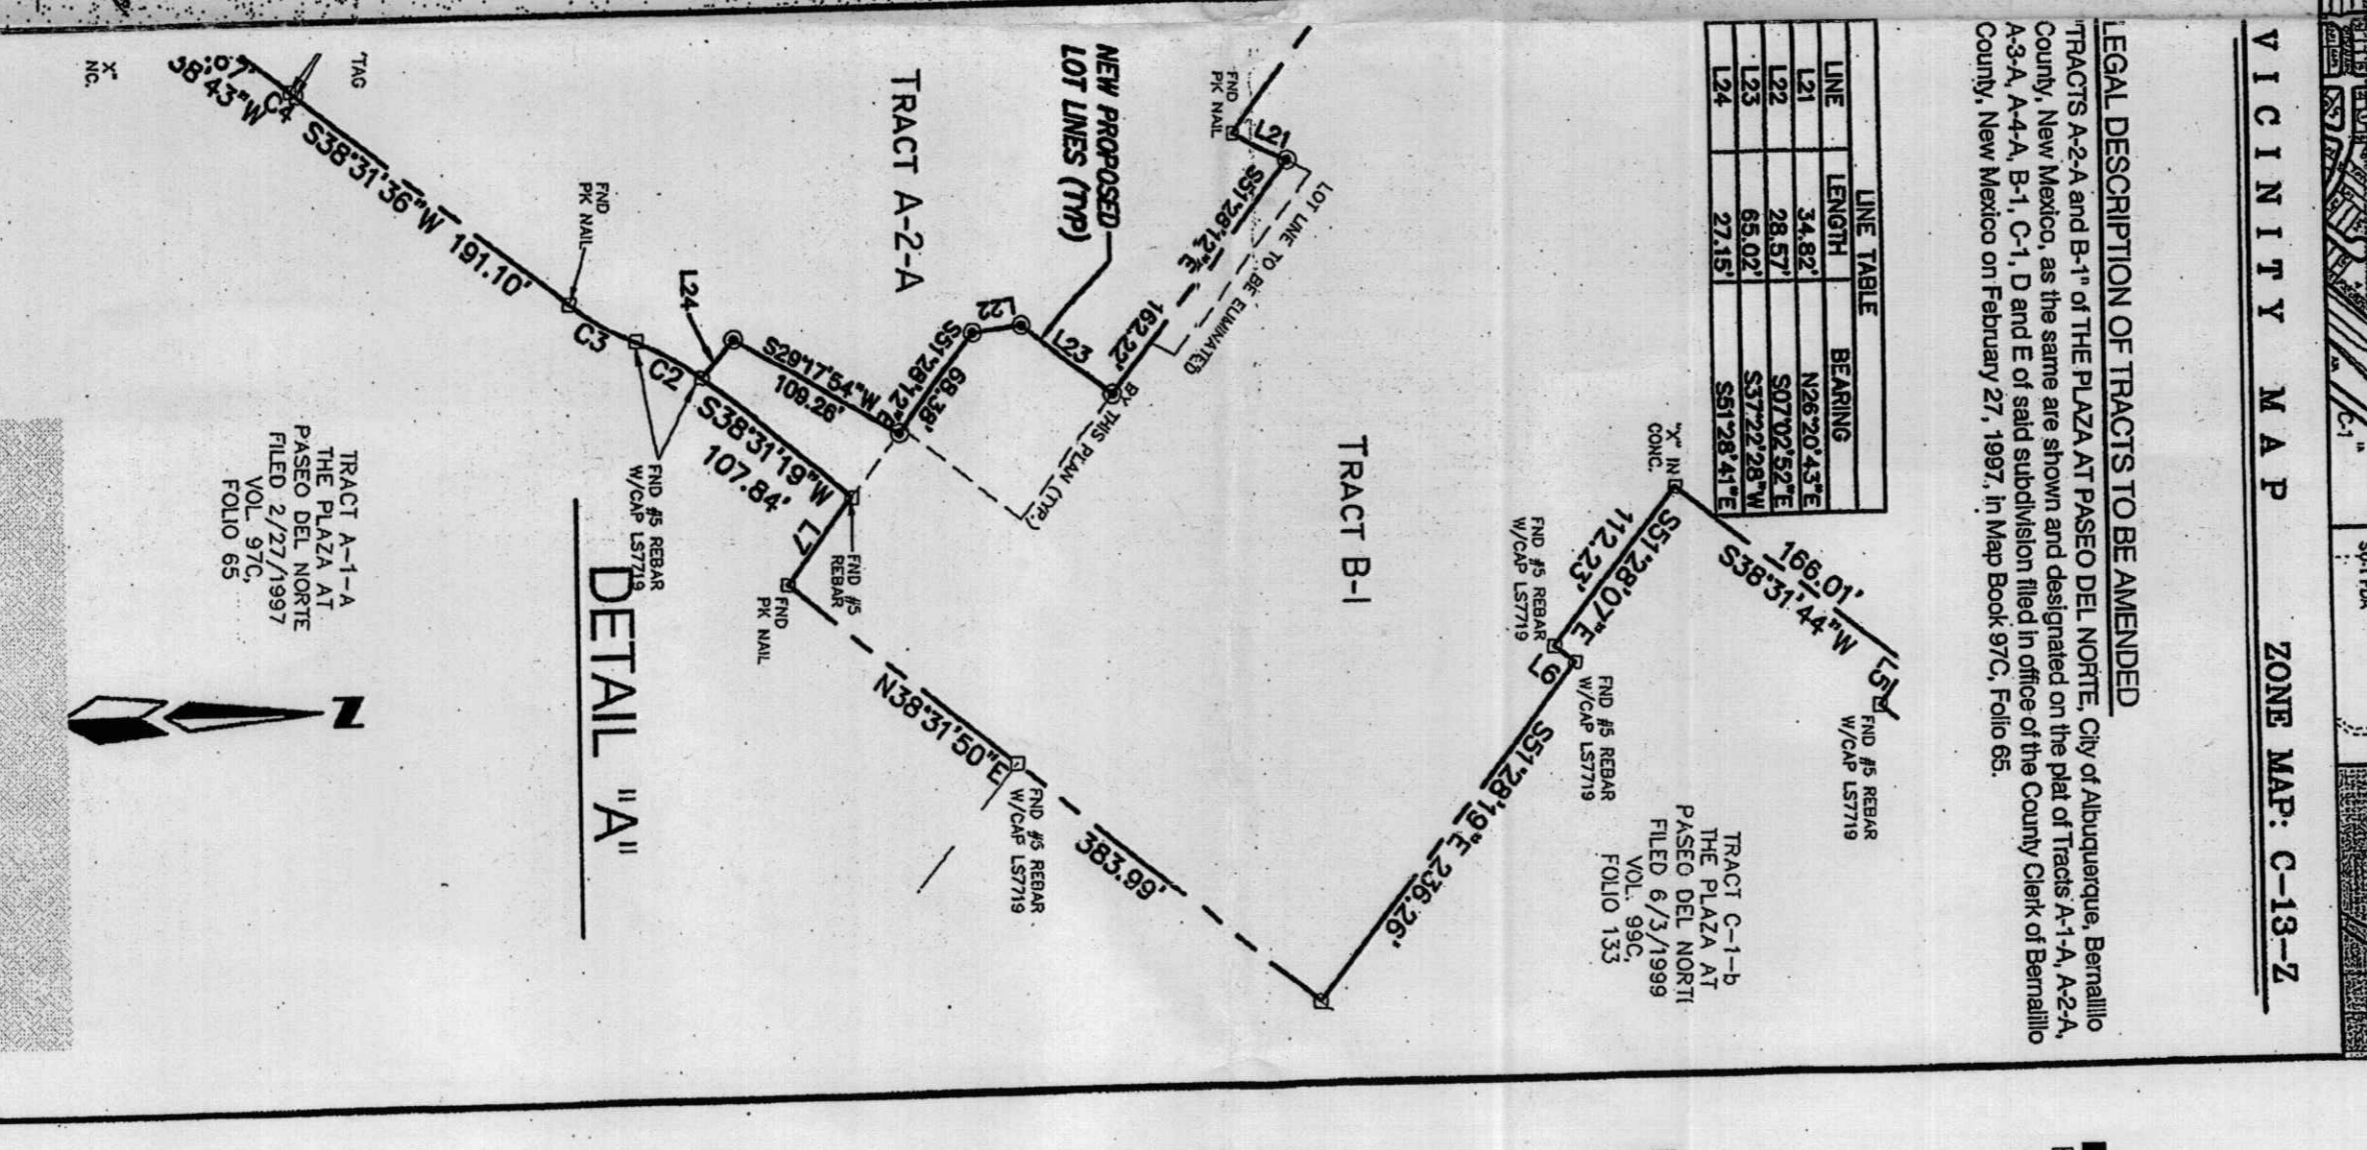 VICINITY MAP ZONE MAP: C-13-Z
LEGAL DESCRIPTION OF TRACTS TO BE AMENDED
"TRACTS A-2-A and B-1" of THE PLAZA AT PASEO DEL NORTE, City of Albuquerque, Bernalillo
County, New Mexico, as the same are shown and designated on the plat of Tracts A-1-A, A-2-A,
A-3-A, A-4-A, B-1, C-1, D and E of said subdivision filed in office of the County Clerk of Bernalillo
County, New Mexico on February 27, 1997, in Map Book 97C, Folio 65.
LINE TABLE
LINE LENGTH BEARING
L21 34.82' N26°20'43"E
L22 28.57' S07°02'52"E
L23 65.02' S37°22'28"W
L24 27.15' S51°28'41"E
C-1
L5
FND #5 REBAR
W/CAP LS7719
166.01'
S38°31'44"W
"X" IN
CONC.
S51°28'07"E
112.23'
FND #5 REBAR
W/CAP LS7719
L6
FND #5 REBAR
W/CAP LS7719
S51°28'19"E 236.26'
TRACT C-1-b
THE PLAZA AT
PASEO DEL NORTE
FILED 6/3/1999
VOL. 99C,
FOLIO 133
TRACT B-1
FND
PK NAIL
L21
S51°28'12"E
162.22'
LOT LINE TO BE ELIMINATED
BY THIS PLAN (TYP.)
NEW PROPOSED
LOT LINES (TYP)
L23
L22
TRACT A-2-A
68.38'
S51°28'12"E
S29°17'54"W
109.26'
L24
FND
PK NAIL
C3
C2
S38°31'19"W
107.84'
FND #5 REBAR
W/CAP LS7719
FND #5
REBAR
L7
FND
PK NAIL
N38°31'50"E
383.99'
FND #5 REBAR
W/CAP LS7719
DETAIL "A"
TAG
C4
S38°31'36"W 191.10'
.87'
38'43"W
X"
NC.
TRACT A-1-A
THE PLAZA AT
PASEO DEL NORTE
FILED 2/27/1997
VOL. 97C,
FOLIO 65
N